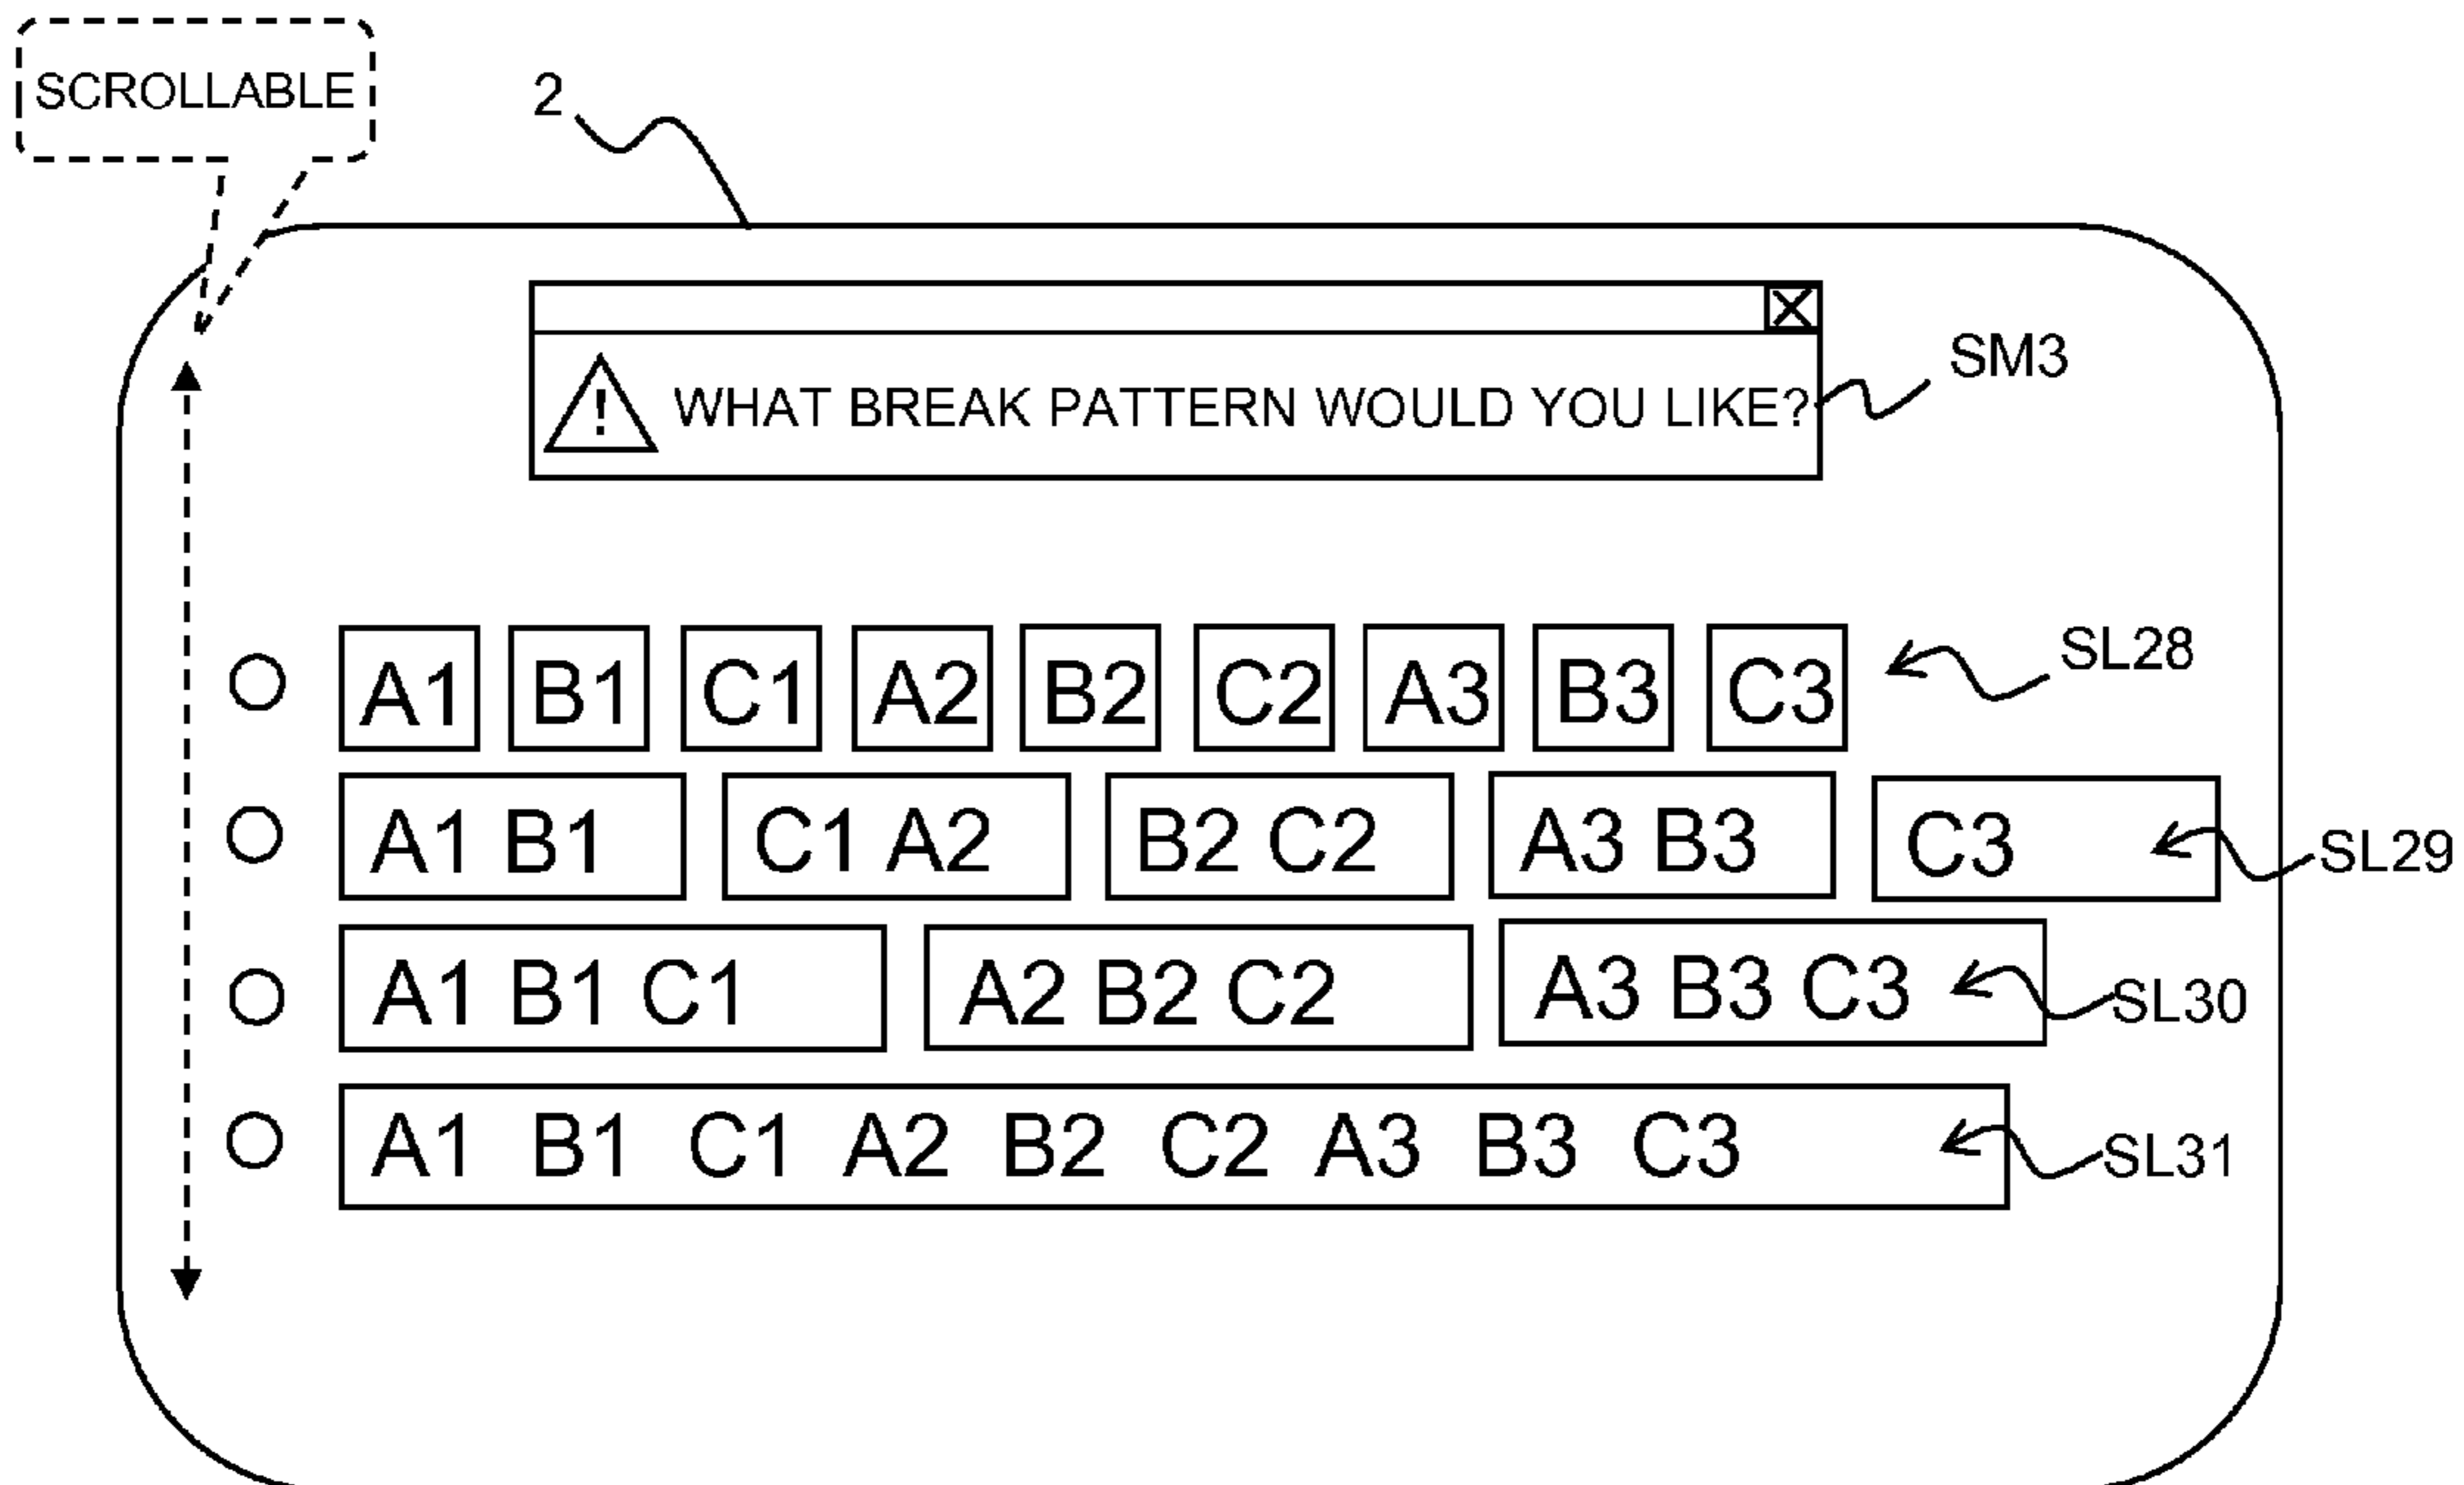 SCROLLABLE
2
! WHAT BREAK PATTERN WOULD YOU LIKE?
SM3
A1 B1 C1 A2 B2 C2 A3 B3 C3
SL28
A1 B1 C1 A2 B2 C2 A3 B3 C3
SL29
A1 B1 C1 A2 B2 C2 A3 B3 C3
SL30
A1 B1 C1 A2 B2 C2 A3 B3 C3
SL31